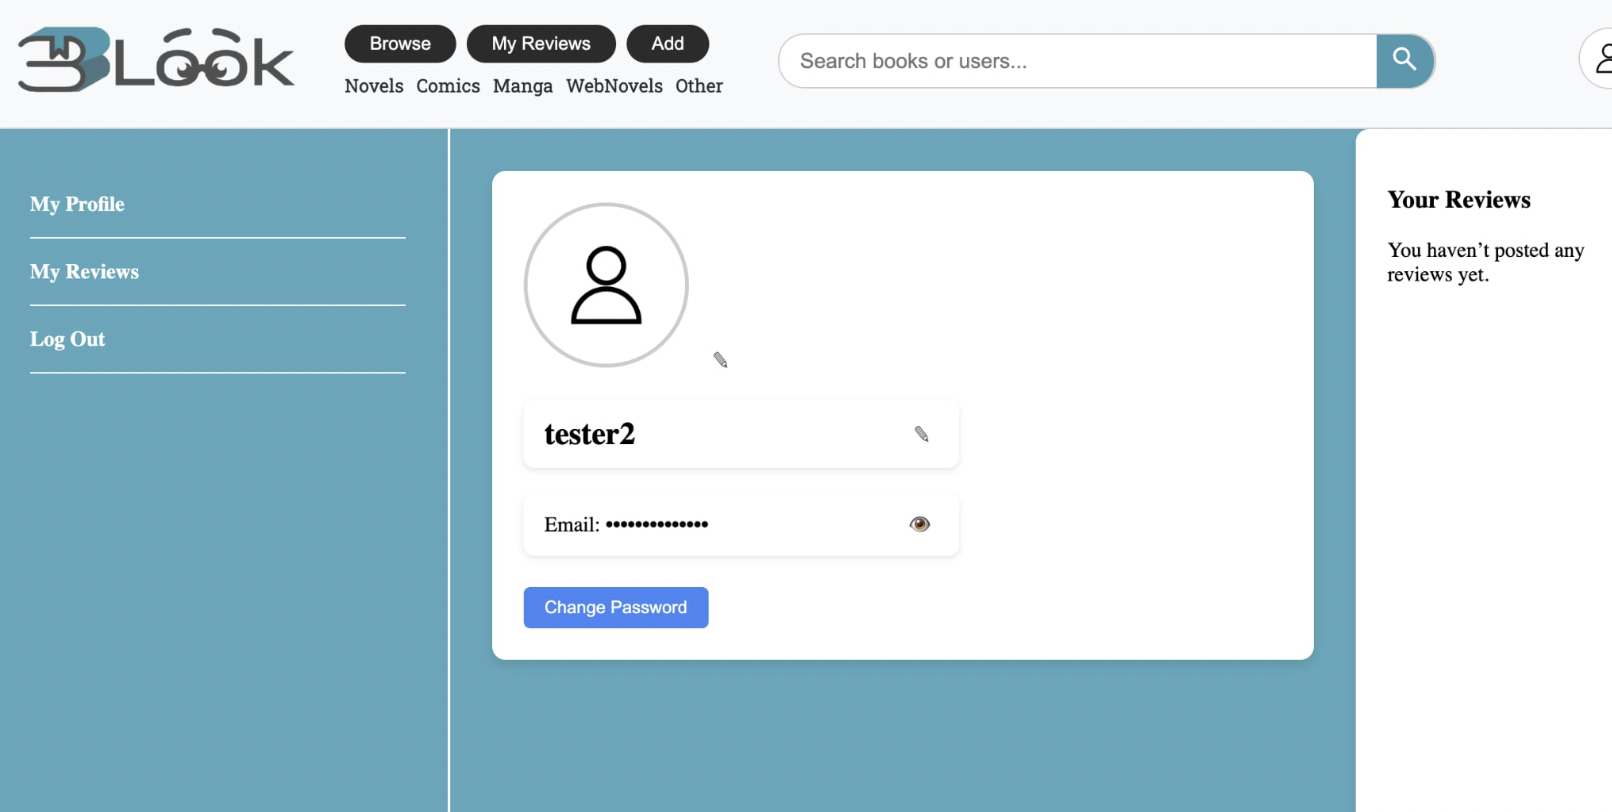 BLook
Browse My Reviews Add
Novels Comics Manga WebNovels Other
Search books or users...
My Profile
My Reviews
Log Out
tester2
Email: ••••••••••••••
Change Password
Your Reviews
You haven’t posted any
reviews yet.